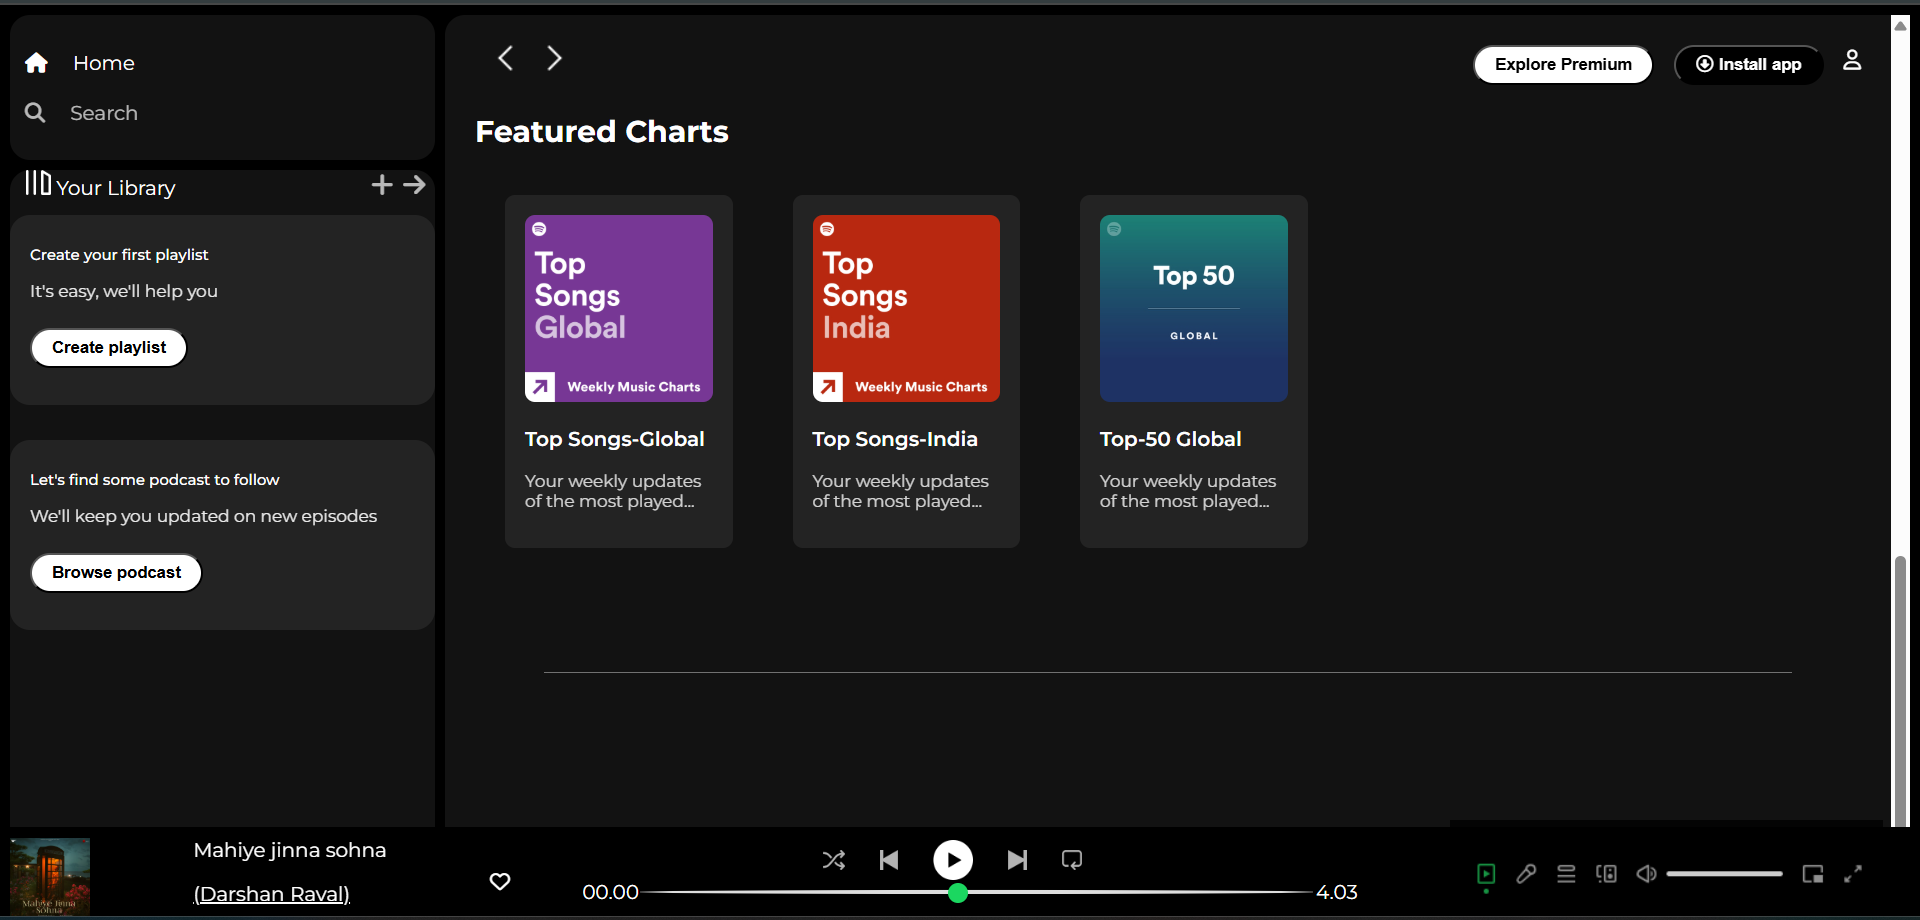 Home
Search
Your Library
Create your first playlist
It's easy, we'll help you
Create playlist
Let's find some podcast to follow
We'll keep you updated on new episodes
Browse podcast
Explore Premium
Install app
Featured Charts
Top
Songs
Global
Weekly Music Charts
Top Songs-Global
Your weekly updates
of the most played...
Top
Songs
India
Weekly Music Charts
Top Songs-India
Your weekly updates
of the most played...
Top 50
GLOBAL
Top-50 Global
Your weekly updates
of the most played...
Mahiye Jinna
Sohna
Mahiye jinna sohna
(Darshan Raval)
00.00
4.03